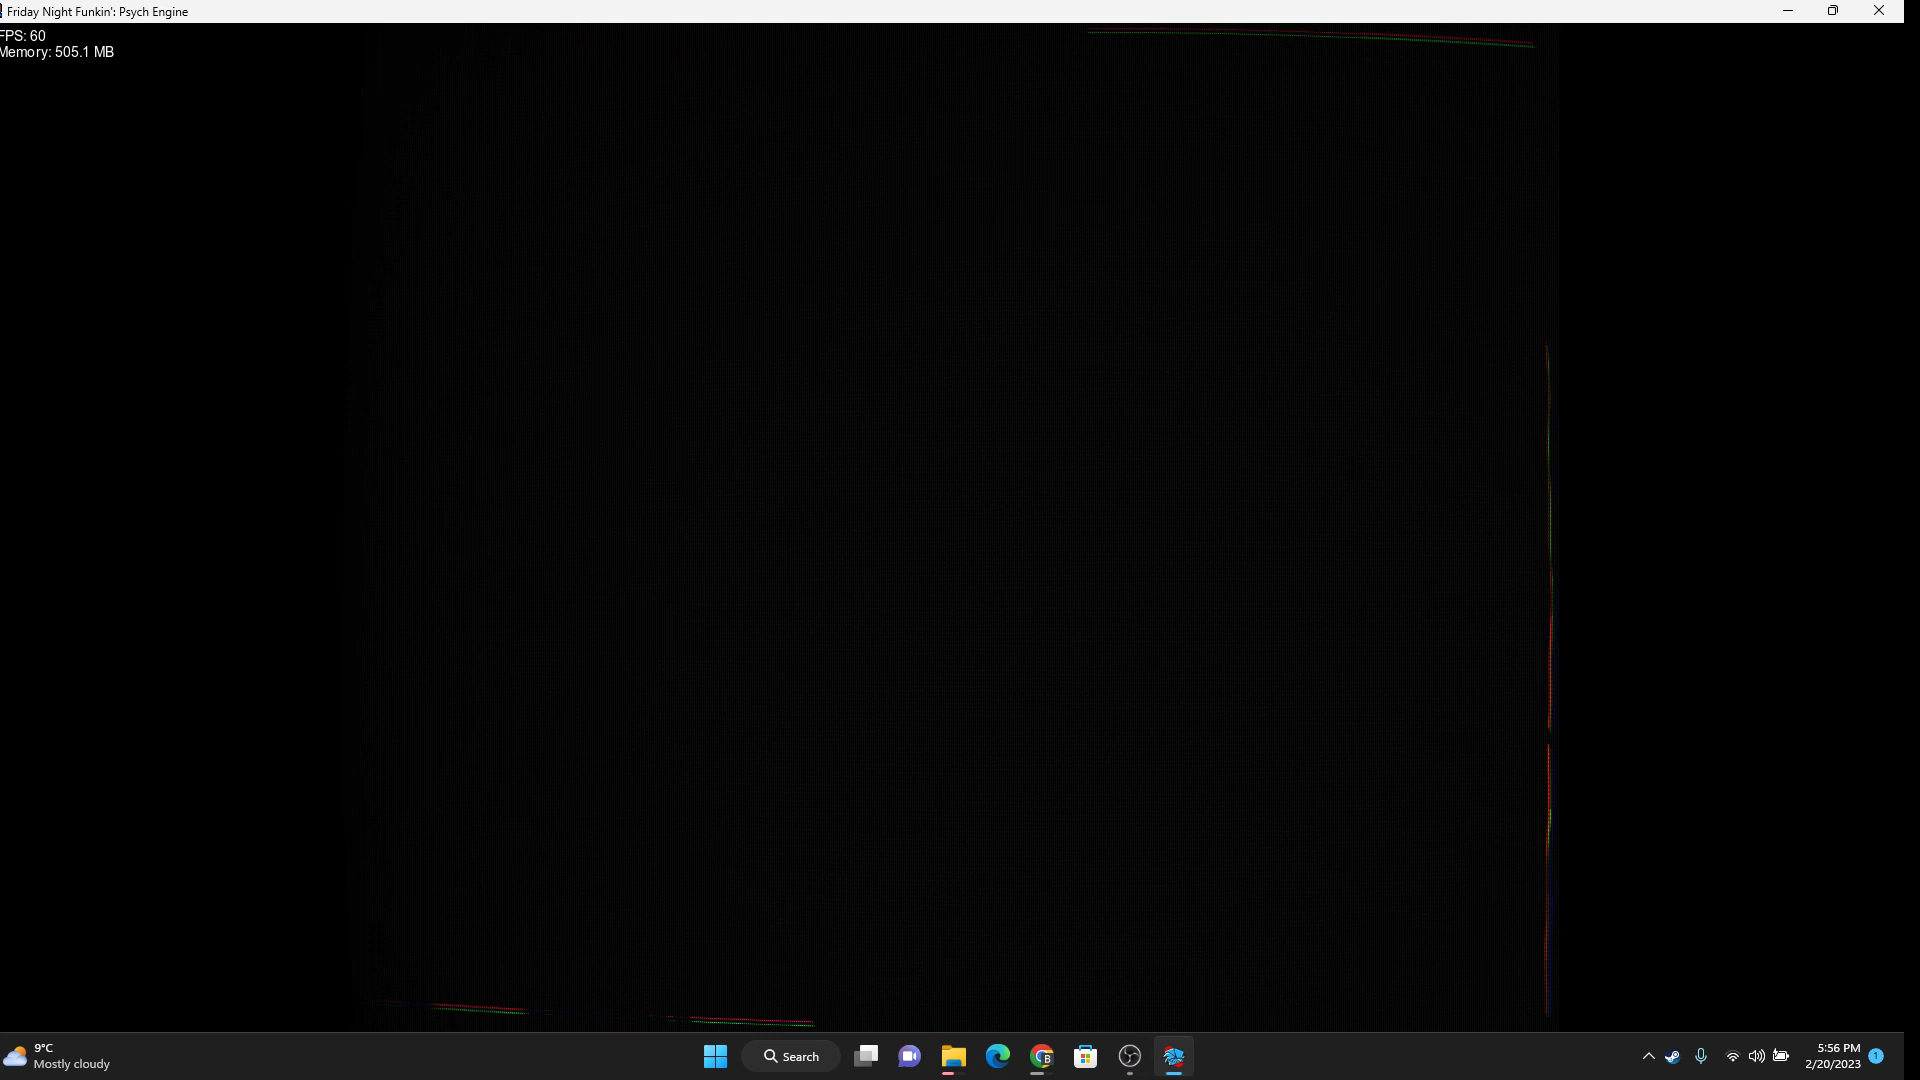 Friday Night Funkin': Psych Engine
FPS: 60
Memory: 505.1 MB
9°C
Mostly cloudy
Search
B
5:56 PM
2/20/2023
1